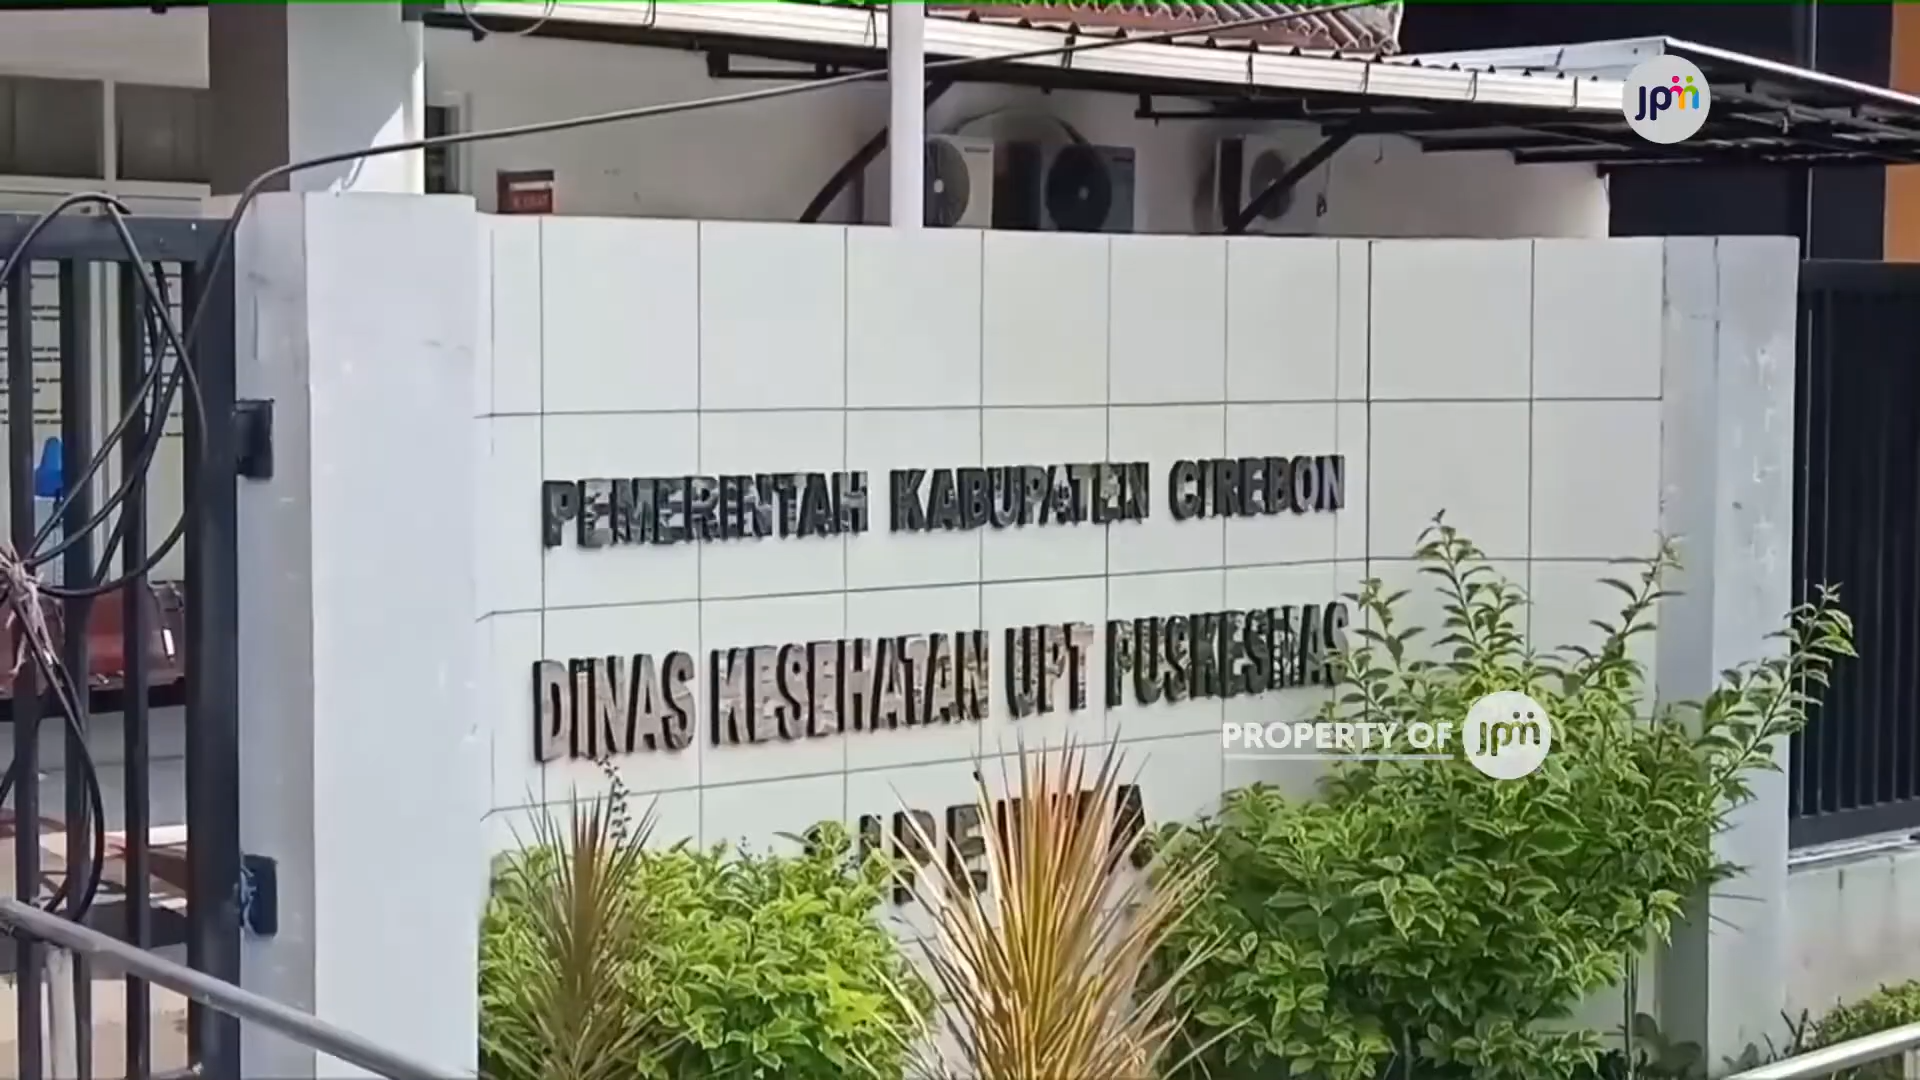 jpnn
PEMERINTAH KABUPATEN CIREBON
DINAS KESEHATAN UPT PUSKESMAS
PROPERTY OF jpnn